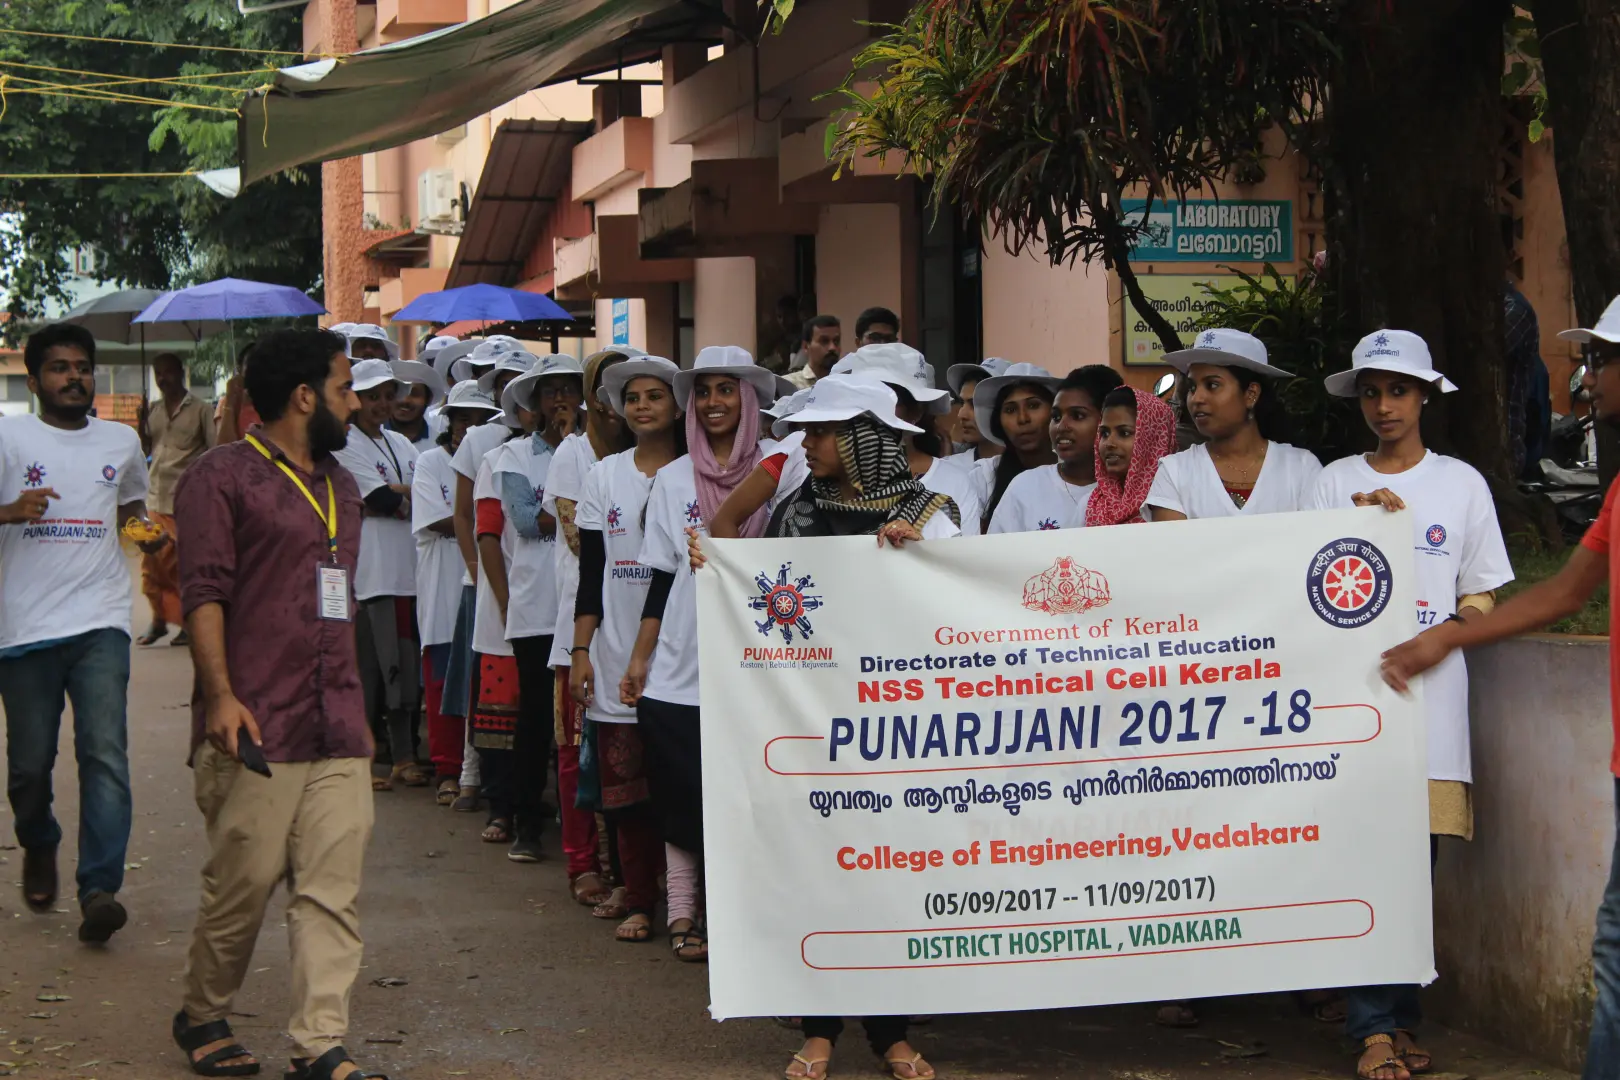 LABORATORY
ലബോറട്ടറി
അംഗീകൃത
PUNARJJANI-2017
പുനർജ്ജനി
PUNARJJANI
Restore | Rebuild | Rejuvenate
Government of Kerala
Directorate of Technical Education
NSS Technical Cell Kerala
PUNARJJANI 2017 -18
യുവത്വം ആസ്തികളുടെ പുനർനിർമ്മാണത്തിനായ്
College of Engineering,Vadakara
(05/09/2017 -- 11/09/2017)
DISTRICT HOSPITAL , VADAKARA
राष्ट्रीय सेवा योजना
NATIONAL SERVICE SCHEME